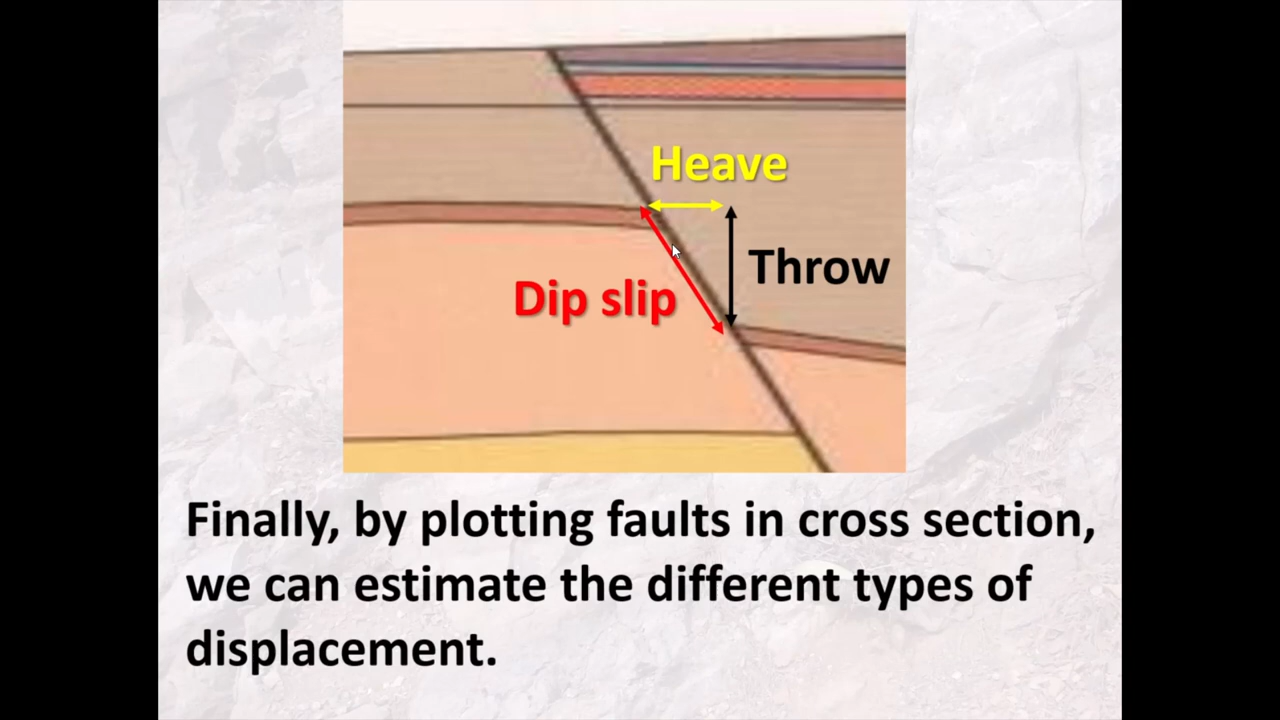 Heave
Throw
Dip slip
Finally, by plotting faults in cross section,
we can estimate the different types of
displacement.